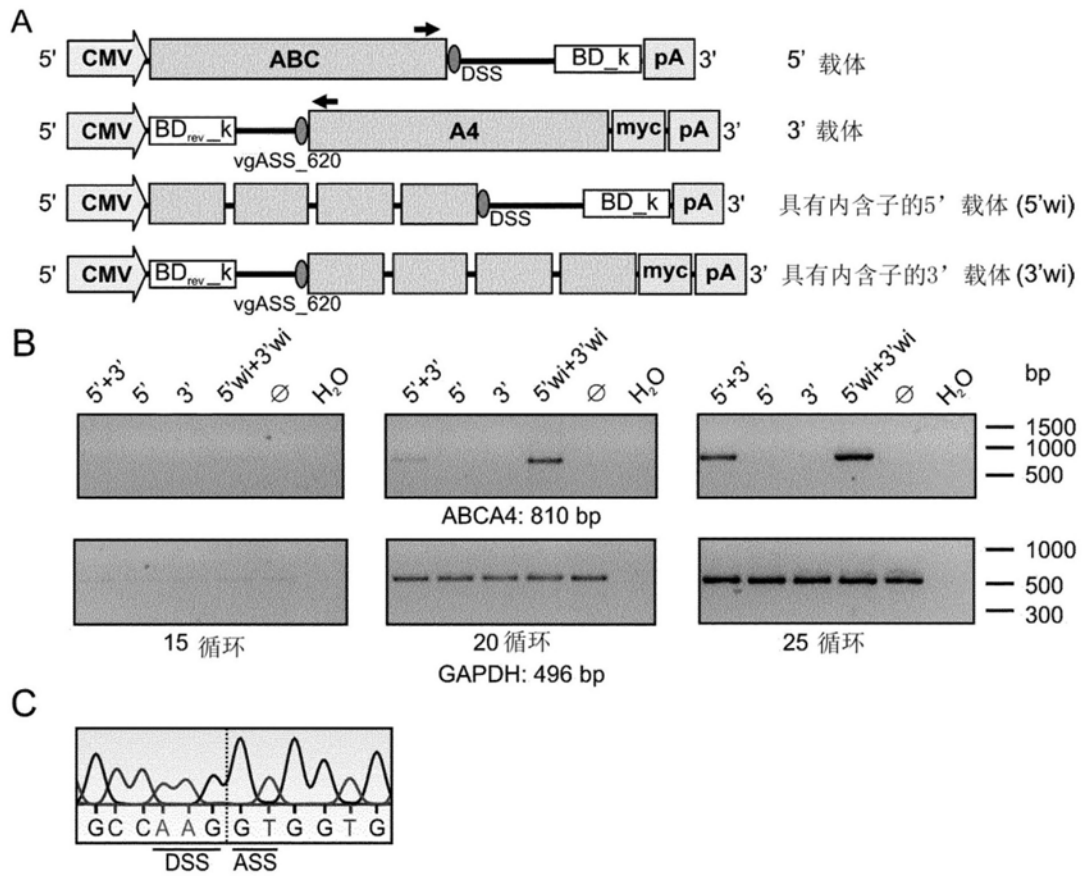 A
5' CMV ABC DSS BD_k pA 3' 5' 载体
5' CMV BDrev_k vgASS_620 A4 myc pA 3' 3' 载体
5' CMV DSS BD_k pA 3' 具有内含子的5' 载体 (5'wi)
5' CMV BDrev_k vgASS_620 myc pA 3' 具有内含子的3' 载体 (3'wi)
B
5'+3' 5' 3' 5'wi+3'wi ∅ H₂O 5'+3' 5' 3' 5'wi+3'wi ∅ H₂O 5'+3' 5' 3' 5'wi+3'wi ∅ H₂O bp
1500
1000
500
ABCA4: 810 bp
1000
500
300
15 循环 20 循环 25 循环
GAPDH: 496 bp
C
G C C A A G G T G G T G
DSS ASS